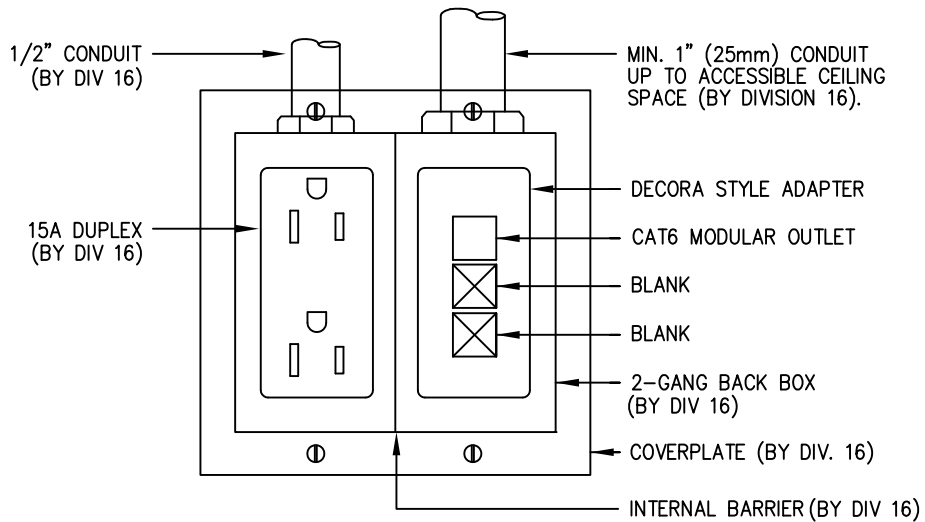 1/2" CONDUIT
(BY DIV 16)
MIN. 1" (25mm) CONDUIT
UP TO ACCESSIBLE CEILING
SPACE (BY DIVISION 16).
DECORA STYLE ADAPTER
15A DUPLEX
(BY DIV 16)
CAT6 MODULAR OUTLET
BLANK
BLANK
2-GANG BACK BOX
(BY DIV 16)
COVERPLATE (BY DIV. 16)
INTERNAL BARRIER (BY DIV 16)